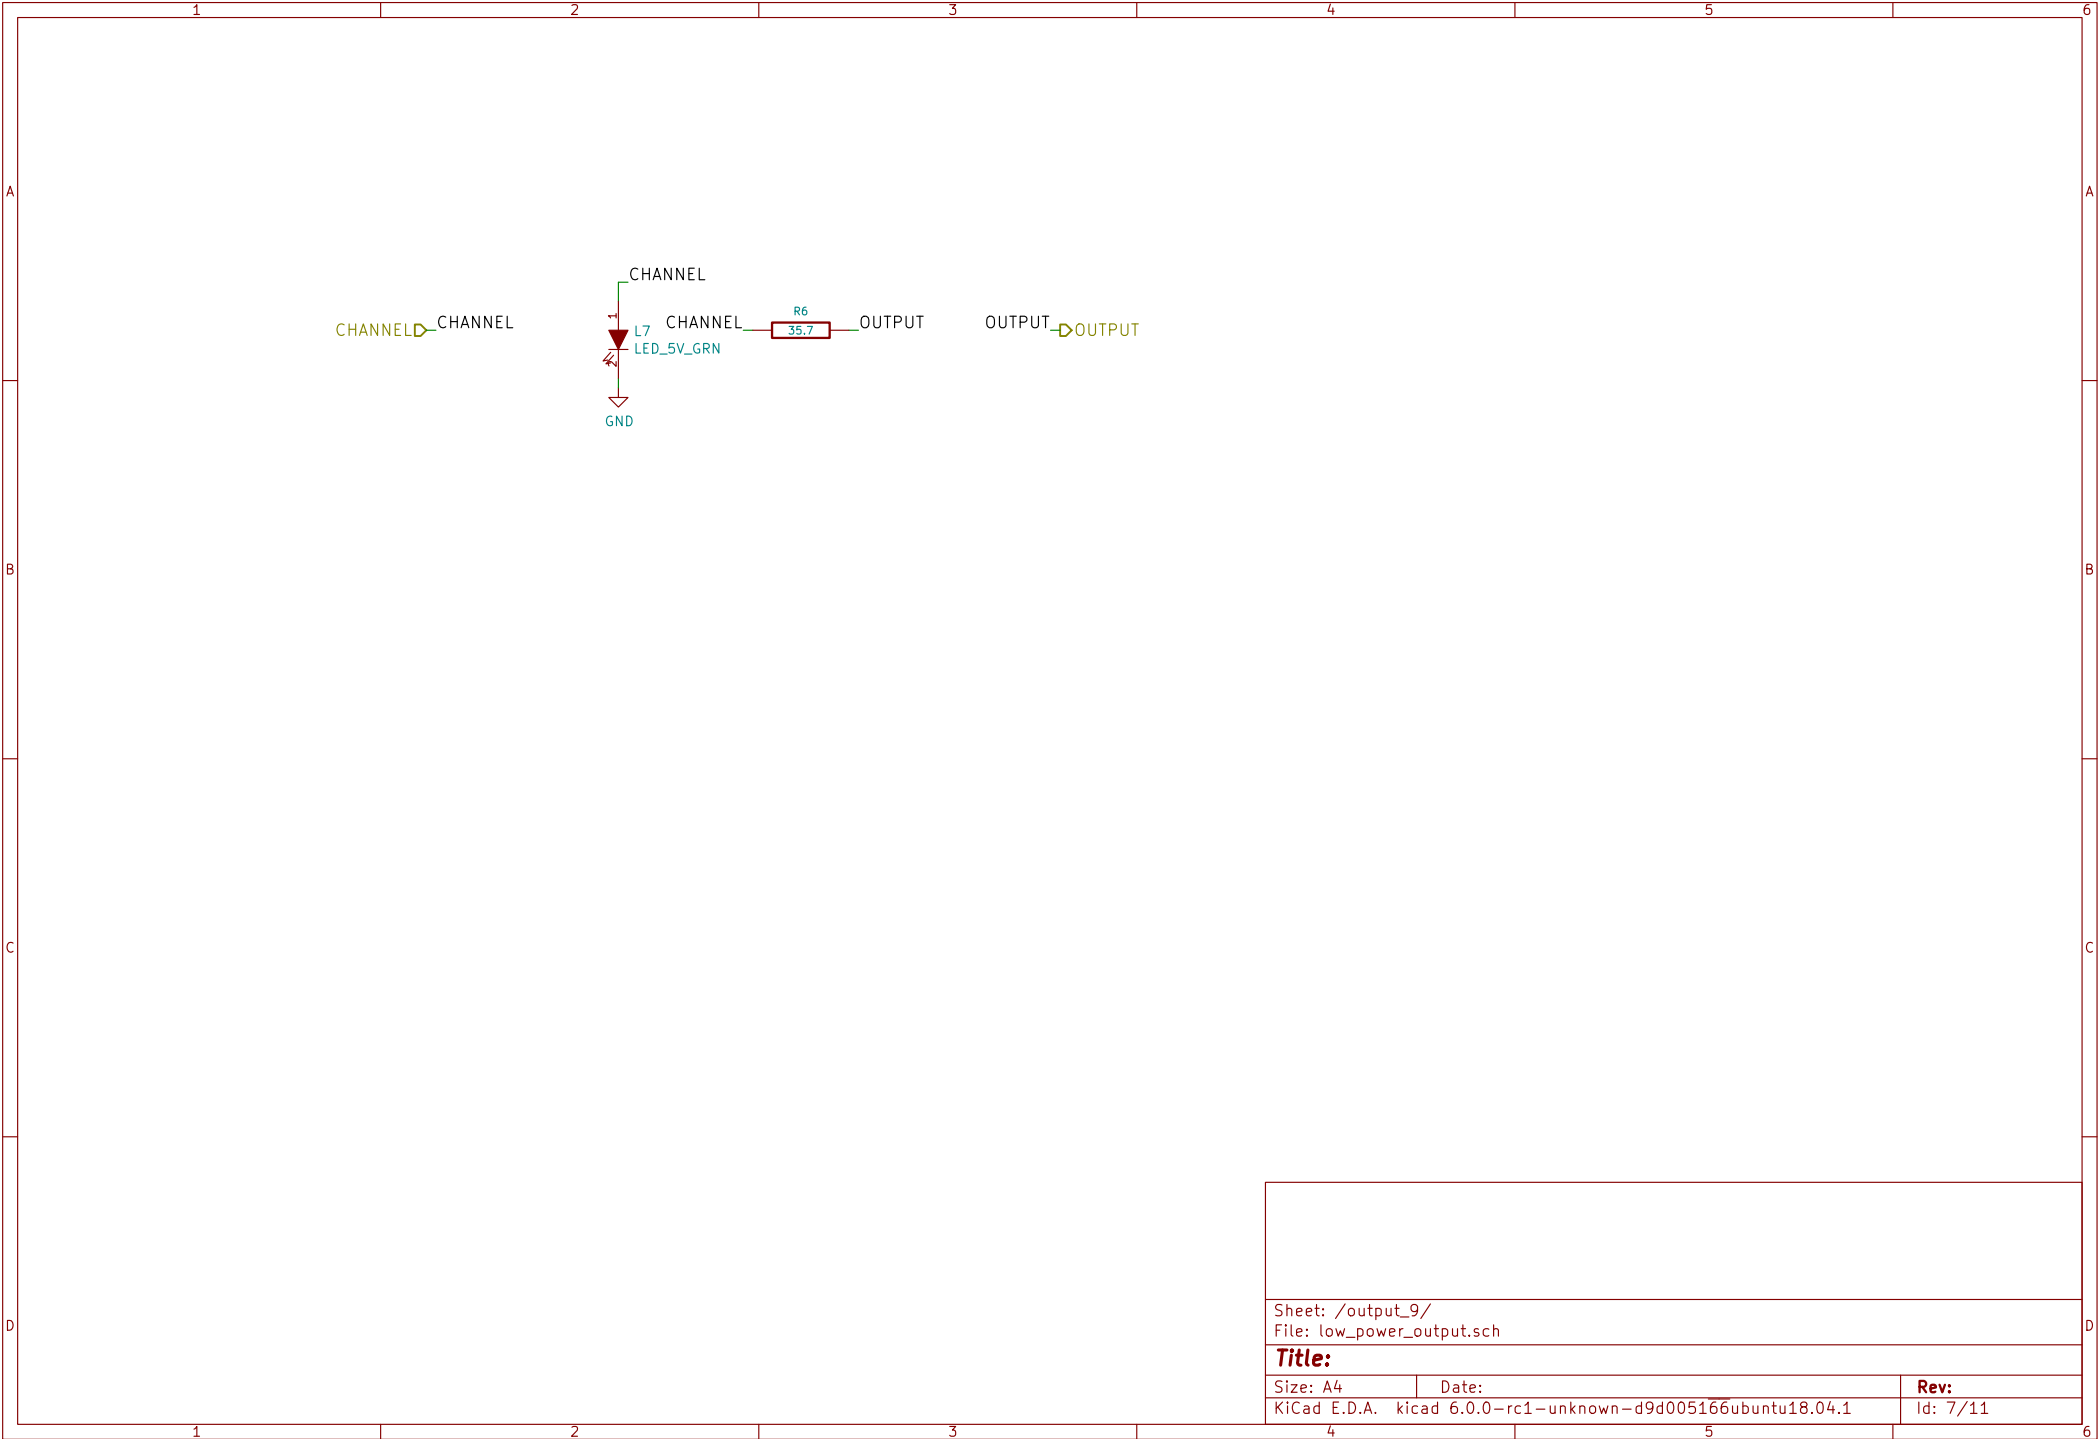 1 2 3 4 5 6
A A
CHANNEL
CHANNEL CHANNEL
1
L7
LED_5V_GRN
2
CHANNEL R6 35.7 OUTPUT
OUTPUT OUTPUT
GND
B B
C C
D D
Sheet: /output_9/
File: low_power_output.sch
Title:
Size: A4 Date: Rev:
KiCad E.D.A. kicad 6.0.0-rc1-unknown-d9d005166ubuntu18.04.1 Id: 7/11
1 2 3 4 5 6